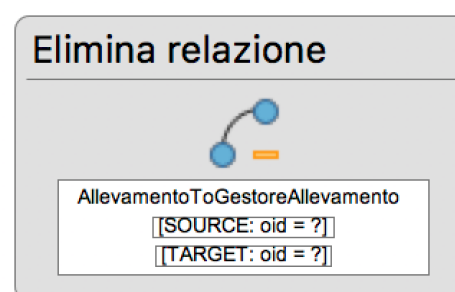 Elimina relazione
AllevamentoToGestoreAllevamento
[SOURCE: oid = ?]
[TARGET: oid = ?]